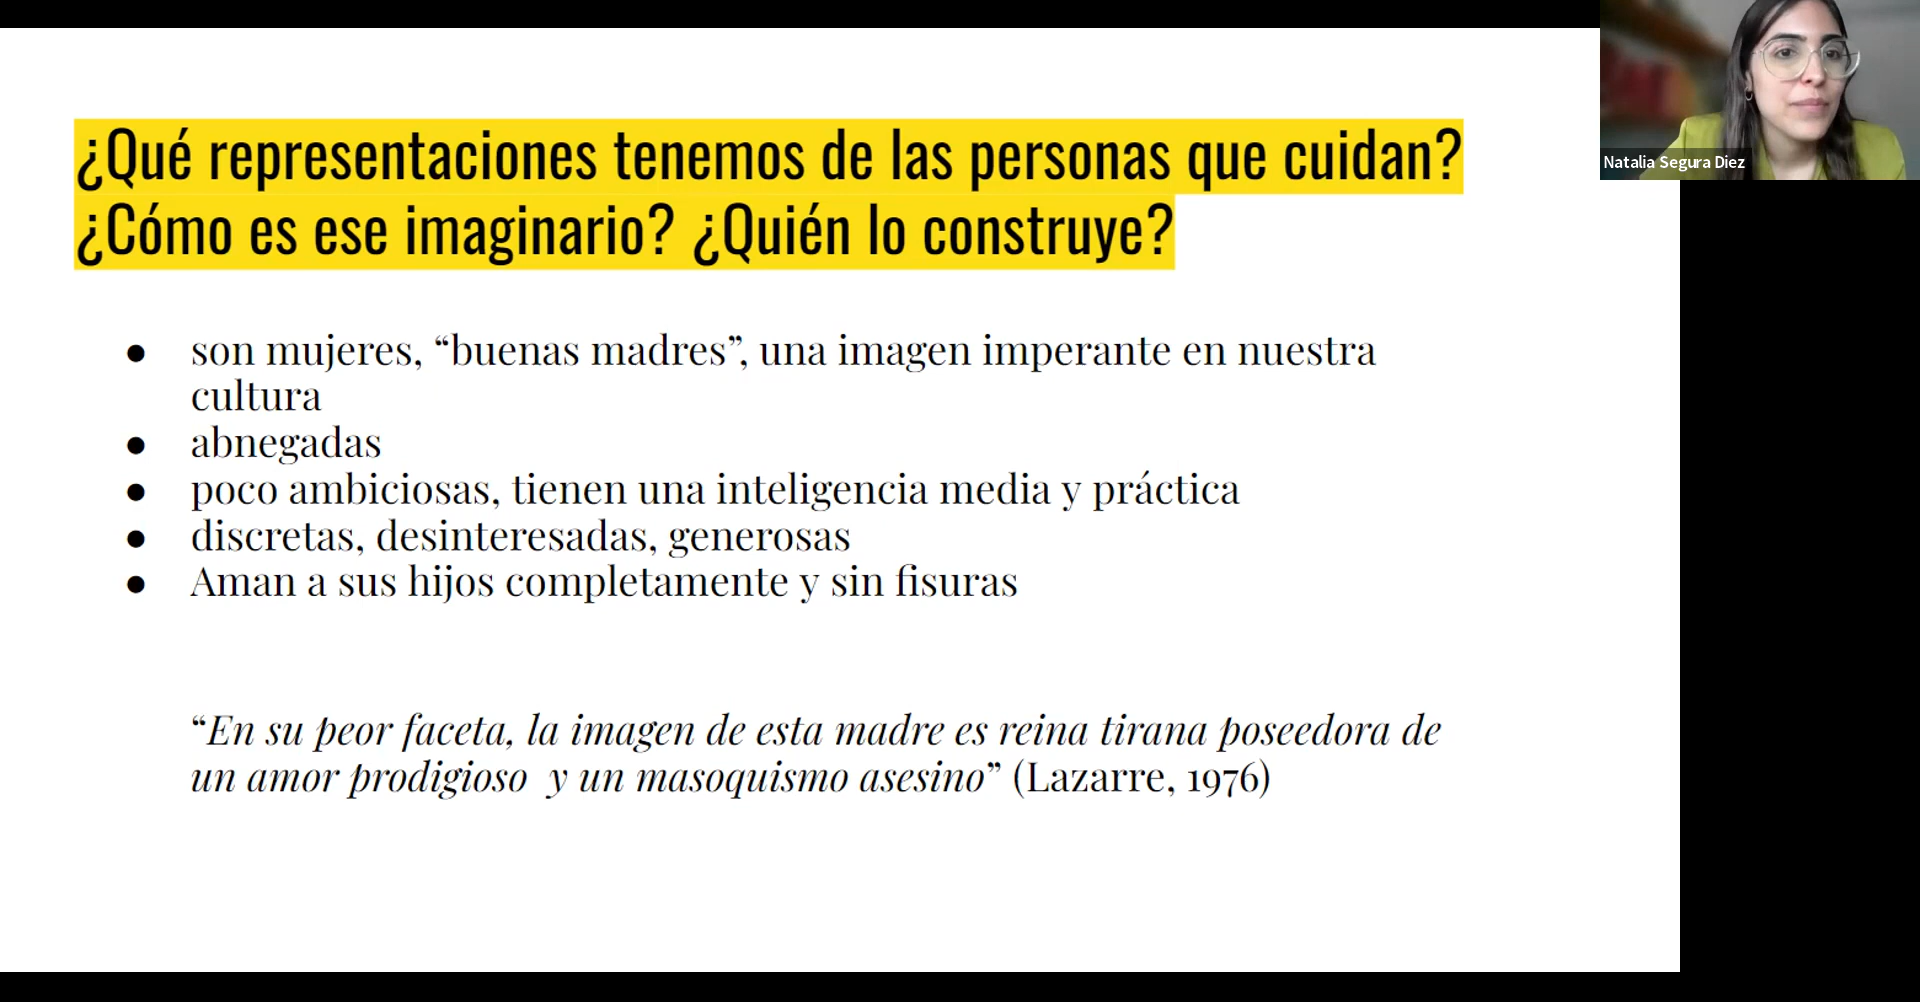 ¿Qué representaciones tenemos de las personas que cuidan?
¿Cómo es ese imaginario? ¿Quién lo construye?
● son mujeres, “buenas madres”, una imagen imperante en nuestra
cultura
● abnegadas
● poco ambiciosas, tienen una inteligencia media y práctica
● discretas, desinteresadas, generosas
● Aman a sus hijos completamente y sin fisuras
“En su peor faceta, la imagen de esta madre es reina tirana poseedora de
un amor prodigioso  y un masoquismo asesino” (Lazarre, 1976)
Natalia Segura Diez